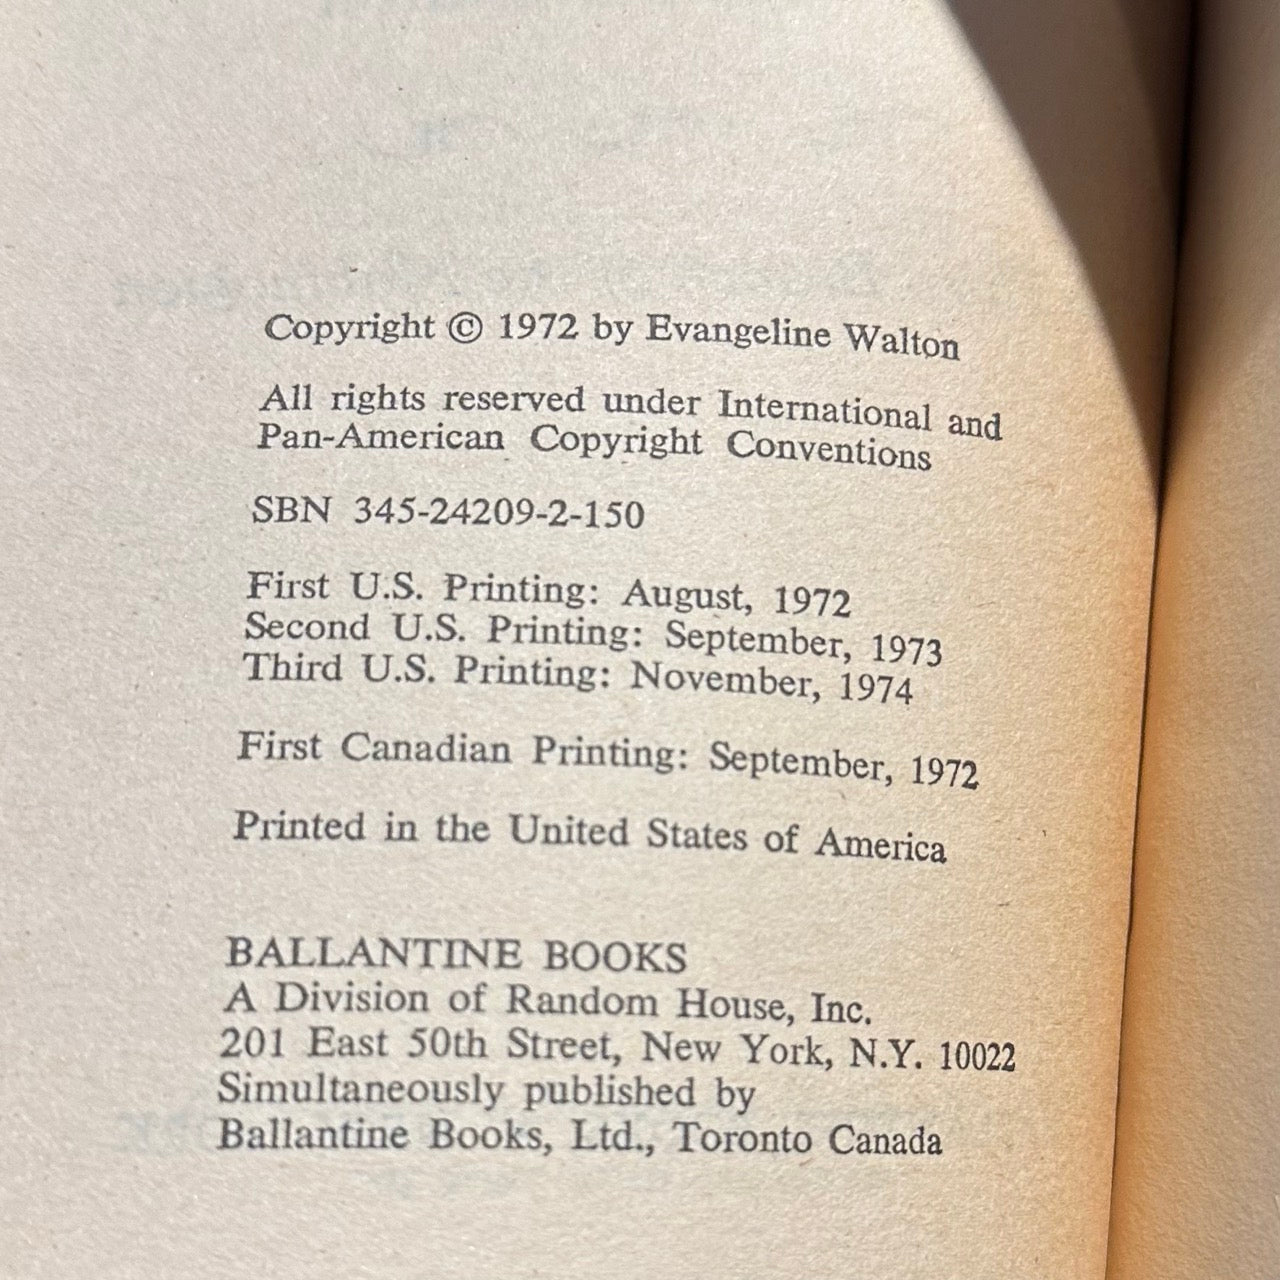 Copyright © 1972 by Evangeline Walton
All rights reserved under International and
Pan-American Copyright Conventions
SBN 345-24209-2-150
First U.S. Printing: August, 1972
Second U.S. Printing: September, 1973
Third U.S. Printing: November, 1974
First Canadian Printing: September, 1972
Printed in the United States of America
BALLANTINE BOOKS
A Division of Random House, Inc.
201 East 50th Street, New York, N.Y. 10022
Simultaneously published by
Ballantine Books, Ltd., Toronto Canada